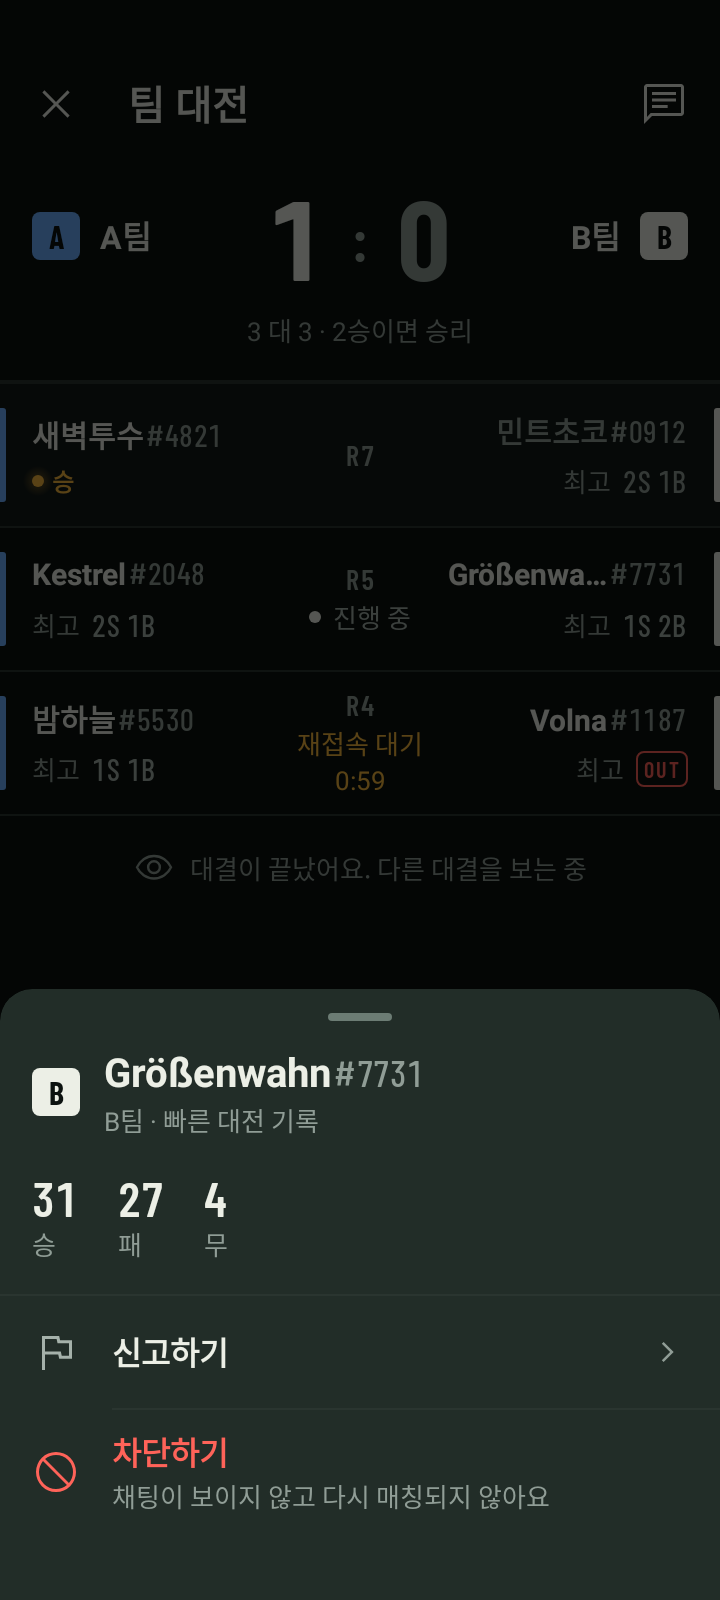 팀 대전
A A팀 1 : 0 B팀 B
3 대 3 · 2승이면 승리
새벽투수#4821 R7 민트초코#0912
승 최고 2S 1B
Kestrel#2048 R5 Größenwa...#7731
최고 2S 1B 진행 중 최고 1S 2B
밤하늘#5530 R4 Volna#1187
최고 1S 1B 재접속 대기 최고 OUT
0:59
대결이 끝났어요. 다른 대결을 보는 중
B Größenwahn#7731
B팀 · 빠른 대전 기록
31 27 4
승 패 무
신고하기
차단하기
채팅이 보이지 않고 다시 매칭되지 않아요